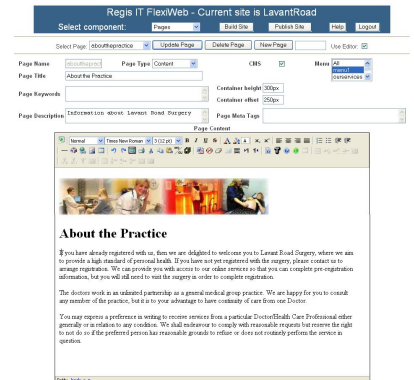 Regis IT FlexiWeb - Current site is LavantRoad
Select component: Pages Build Site Publish Site Help Logout
Select Page: aboutthepractice Update Page Delete Page New Page Use Editor:
Page Name aboutthepract Page Type Content CMS Menu All
menu1
ourservices
Page Title About the Practice
Page Keywords Container height 300px
Container offset 250px
Page Description Information about Lavant Road Surgery Page Meta Tags
Page Content
Normal Times New Roman 3 (12 pt) B I U S
About the Practice
If you have already registered with us, then we are delighted to welcome you to Lavant Road Surgery, where we aim
to provide a high standard of personal health. If you have not yet registered with the surgery, please contact us to
arrange registration. We can provide you with access to our online services so that you can complete pre-registration
information, but you will still need to visit the surgery in order to complete registration.
The doctors work in an unlimited partnership as a general medical group practice. We are happy for you to consult
any member of the practice, but it is to your advantage to have continuity of care from one Doctor.
You may express a preference in writing to receive services from a particular Doctor/Health Care Professional either
generally or in relation to any condition. We shall endeavour to comply with reasonable requests but reserve the right
to not do so if the preferred person has reasonable grounds to refuse or does not routinely perform the service in
question.